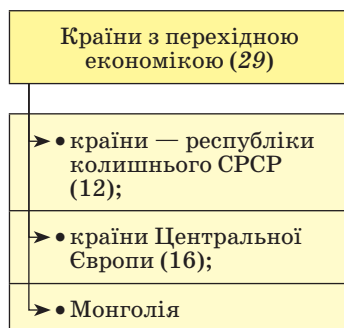 Країни з перехідною
економікою (29)
• країни — республіки
колишнього СРСР
(12);
• країни Центральної
Європи (16);
• Монголія